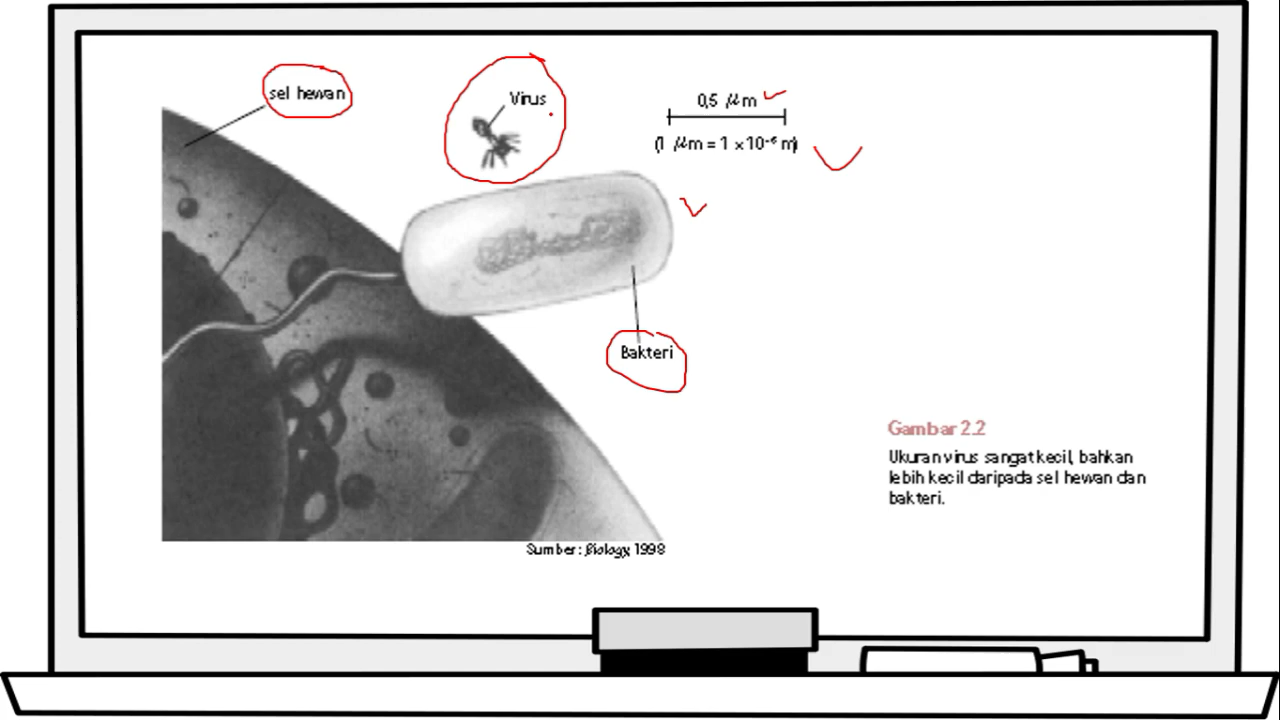 sel hewan
Virus
0,5 μm
(1 μm = 1 x 10⁻⁶ m)
Bakteri
Gambar 2.2
Ukuran virus sangat kecil, bahkan
lebih kecil daripada sel hewan dan
bakteri.
Sumber: Biology, 1998